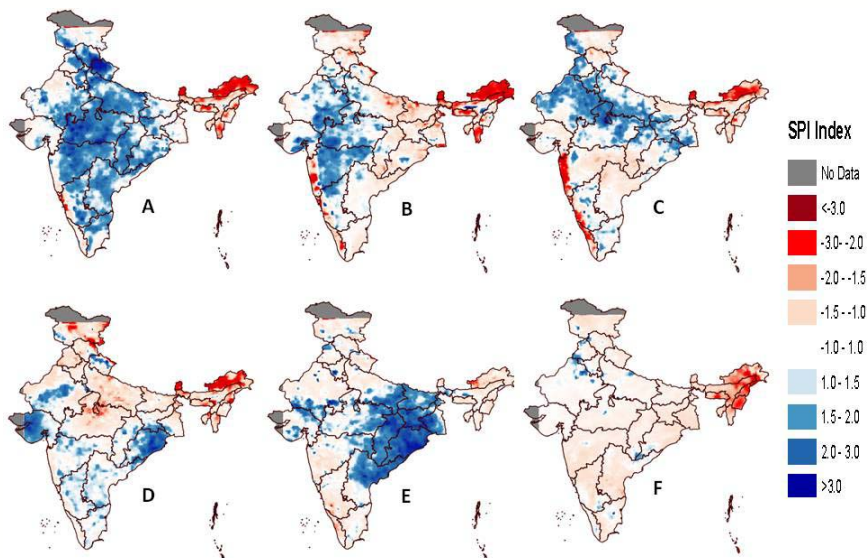 A
B
C
D
E
F
SPI Index
No Data
<-3.0
-3.0 - -2.0
-2.0 - -1.5
-1.5 - -1.0
-1.0 - 1.0
1.0 - 1.5
1.5 - 2.0
2.0 - 3.0
>3.0